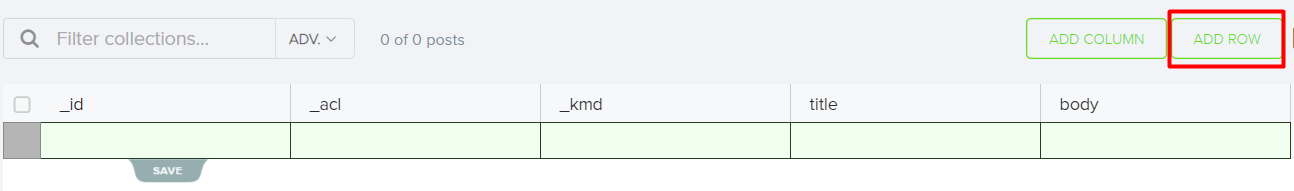 Filter collections... ADV. 0 of 0 posts ADD COLUMN ADD ROW
_id _acl _kmd title body
SAVE